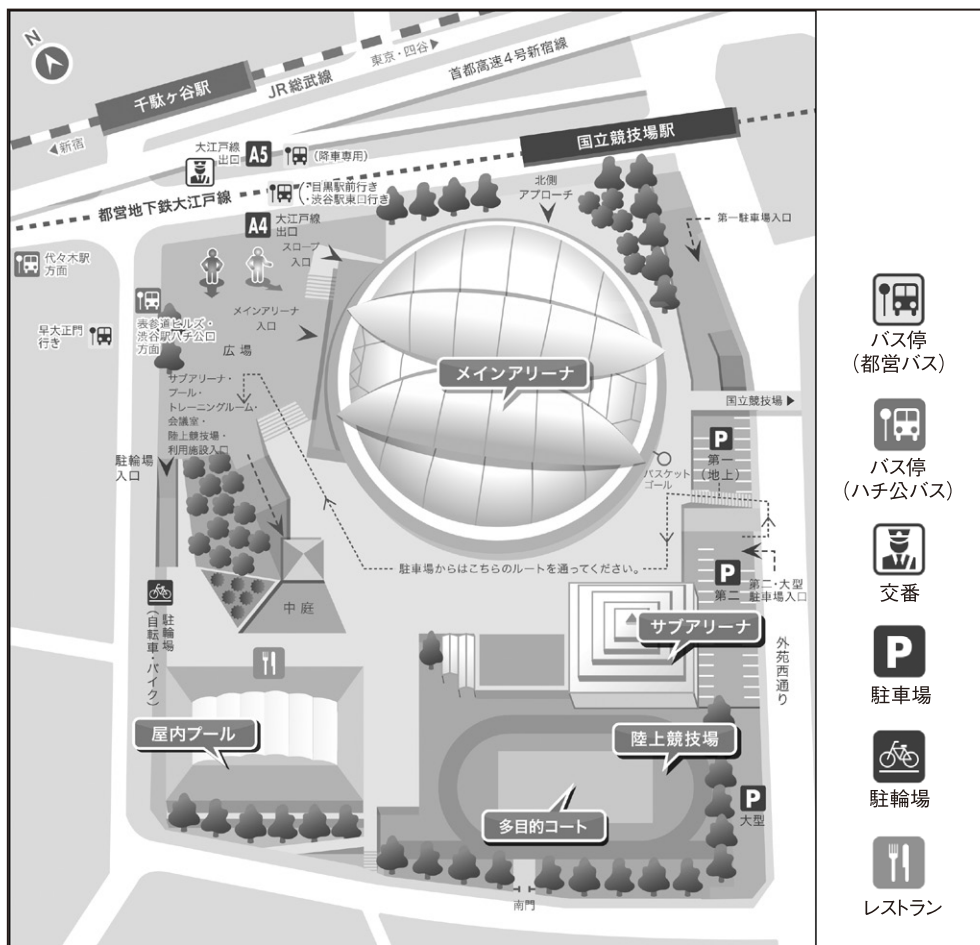 N
千駄ヶ谷駅
JR総武線
東京・四谷▶
首都高速4号新宿線
◀新宿
大江戸線
出口
A5
(降車専用)
国立競技場駅
都営地下鉄大江戸線
・目黒駅前行き
・渋谷駅東口行き
A4
大江戸線
出口
北側
アプローチ
第一駐車場入口
スロープ
入口
代々木駅
方面
早大正門
行き
表参道ヒルズ・
渋谷駅ハチ公口
方面
メインアリーナ
入口
広場
メインアリーナ
国立競技場▶
サブアリーナ・
プール・
トレーニングルーム・
会議室・
陸上競技場・
利用施設入口
駐輪場
入口
P
第一
(地上)
バスケット
ゴール
駐車場からはこちらのルートを通ってください。
P
第二
第二・大型
駐車場入口
中庭
駐輪場
(自転車・バイク)
サブアリーナ
外苑西通り
屋内プール
陸上競技場
多目的コート
P
大型
南門
バス停
(都営バス)
バス停
(ハチ公バス)
交番
P
駐車場
駐輪場
レストラン